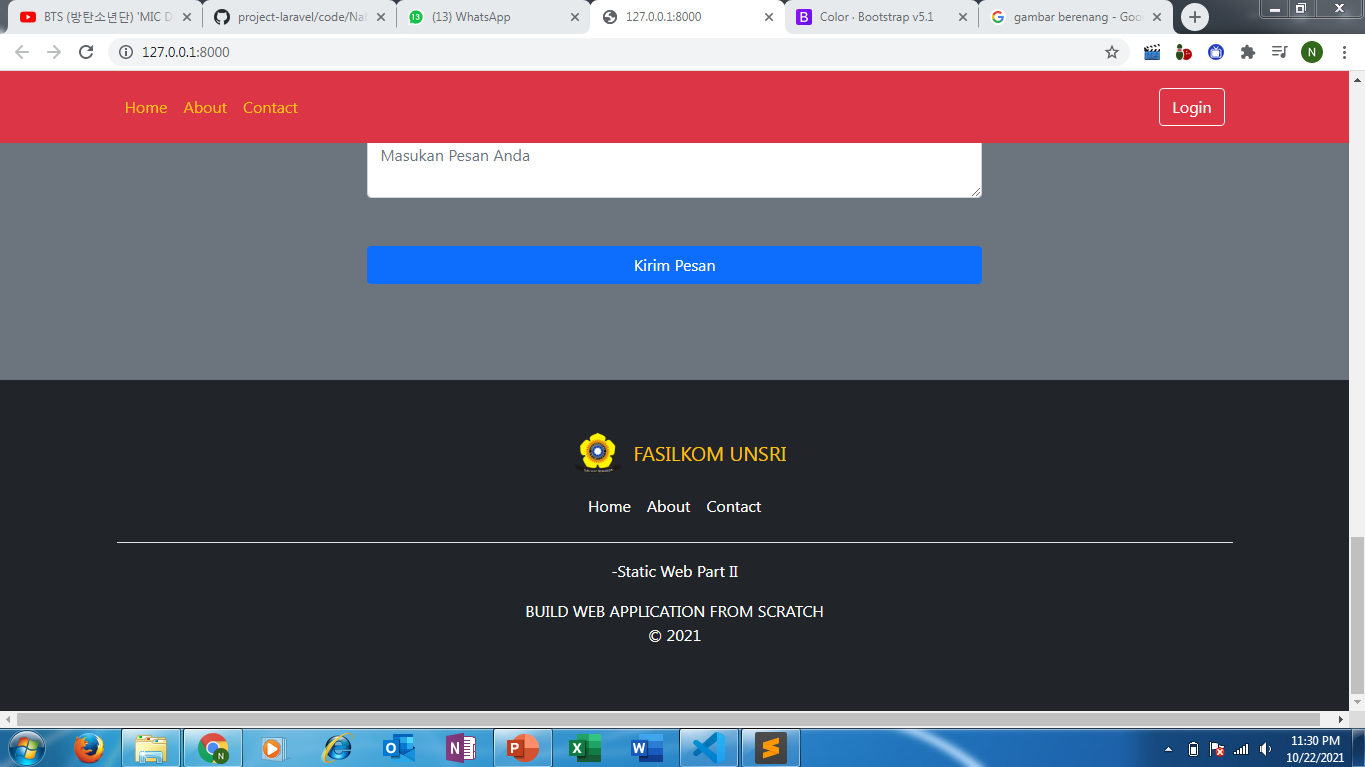 BTS (방탄소년단) 'MIC D
project-laravel/code/Nal
(13) WhatsApp
127.0.0.1:8000
Color · Bootstrap v5.1
gambar berenang - Goo
127.0.0.1:8000
N
Home About Contact
Login
Masukan Pesan Anda
Kirim Pesan
FASILKOM UNSRI
Home About Contact
-Static Web Part II
BUILD WEB APPLICATION FROM SCRATCH
© 2021
11:30 PM
10/22/2021